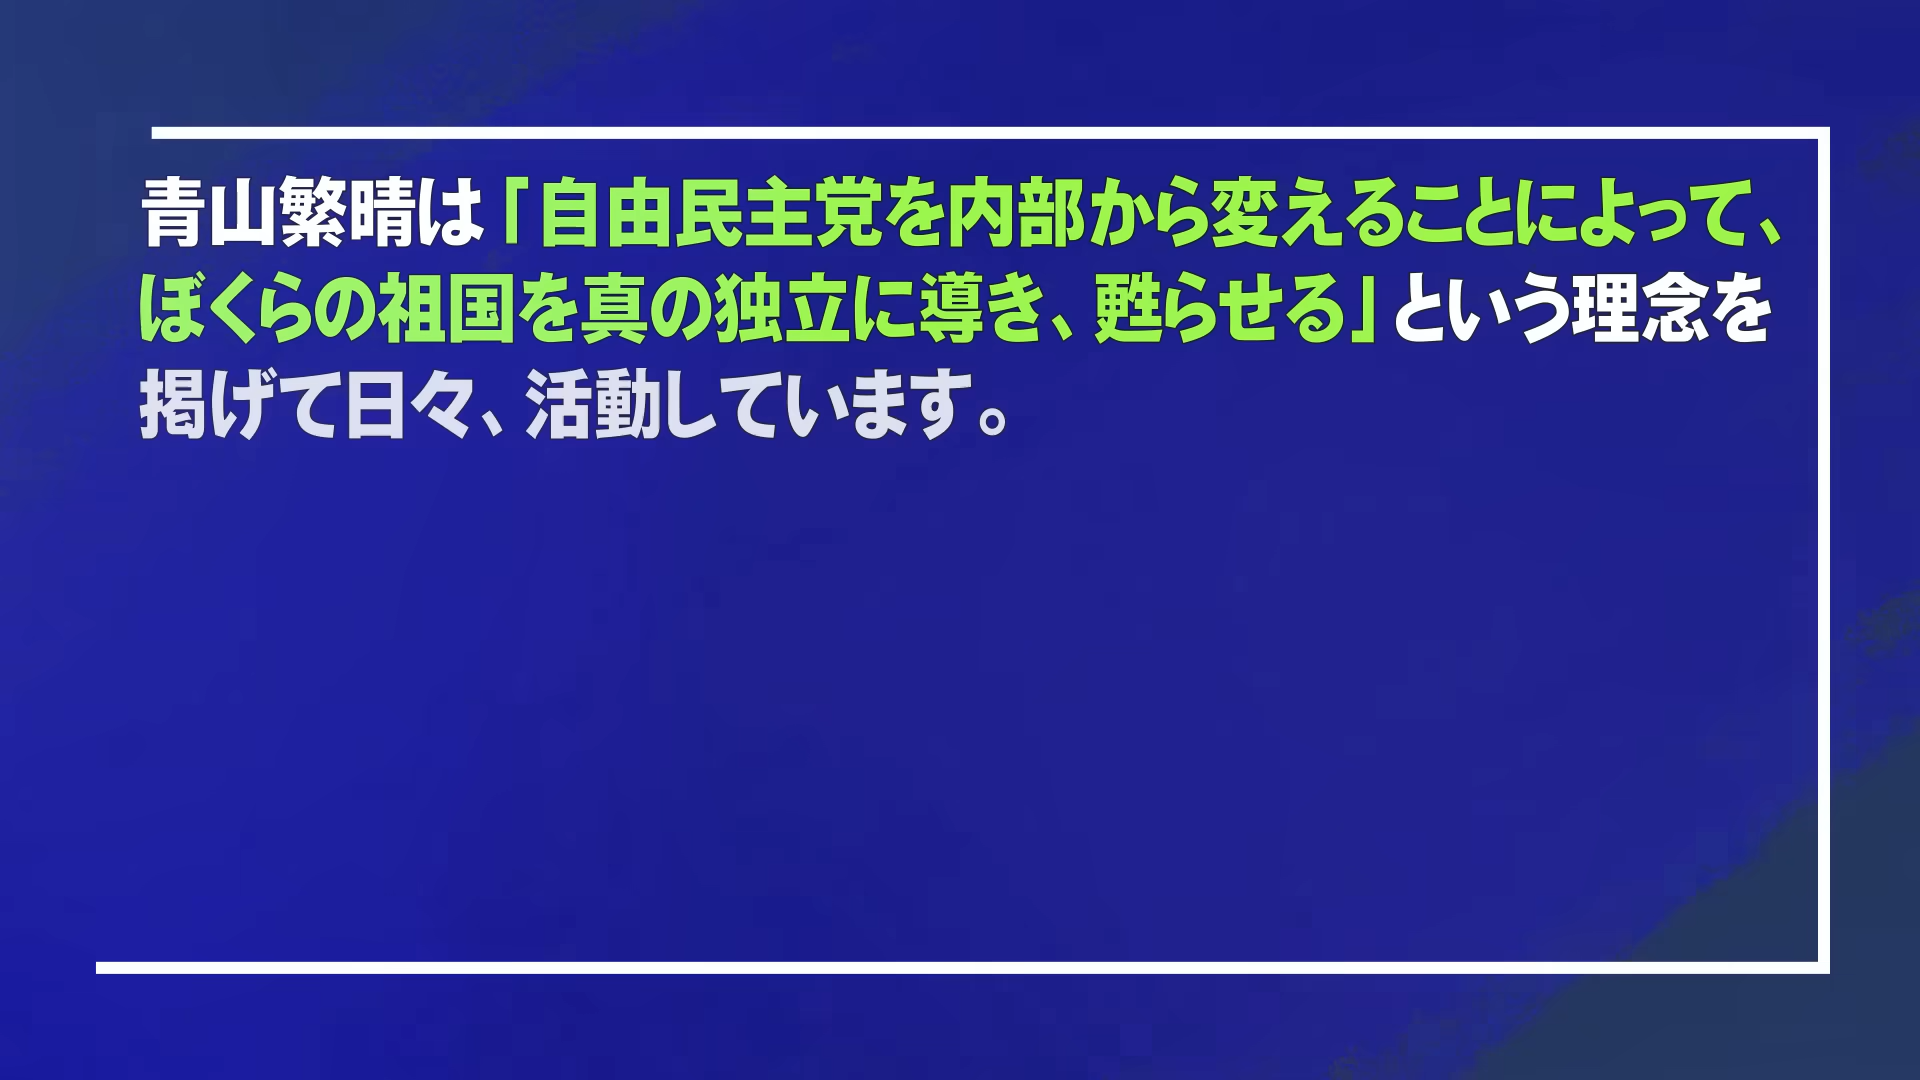 青山繁晴は「自由民主党を内部から変えることによって、
ぼくらの祖国を真の独立に導き、甦らせる」という理念を
掲げて日々、活動しています。